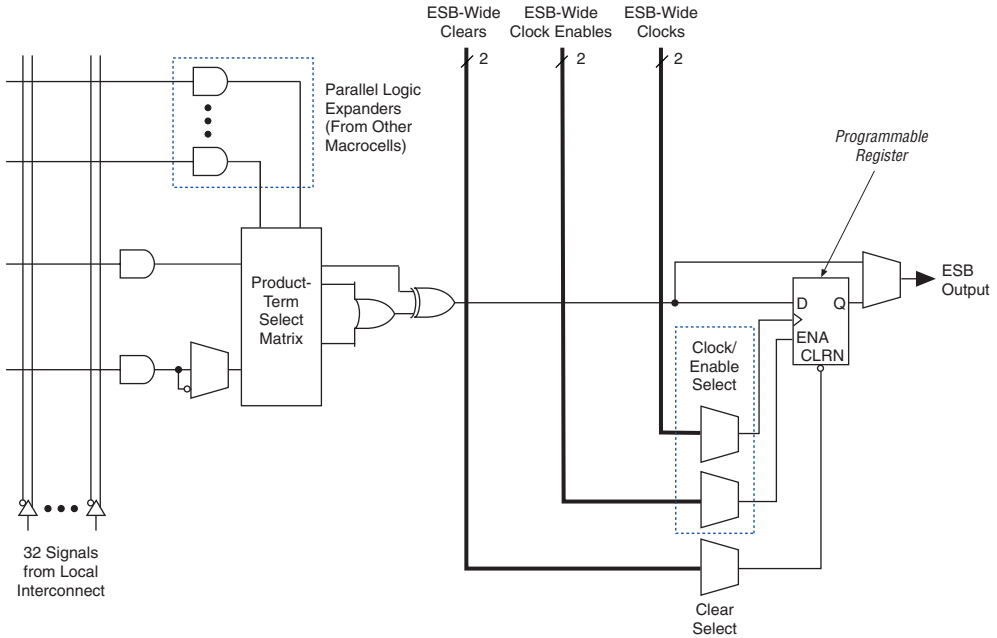 ESB-Wide
Clears
2
ESB-Wide
Clock Enables
2
ESB-Wide
Clocks
2
Parallel Logic
Expanders
(From Other
Macrocells)
Programmable
Register
Product-
Term
Select
Matrix
ESB
Output
D
Q
ENA
CLRN
Clock/
Enable
Select
32 Signals
from Local
Interconnect
Clear
Select